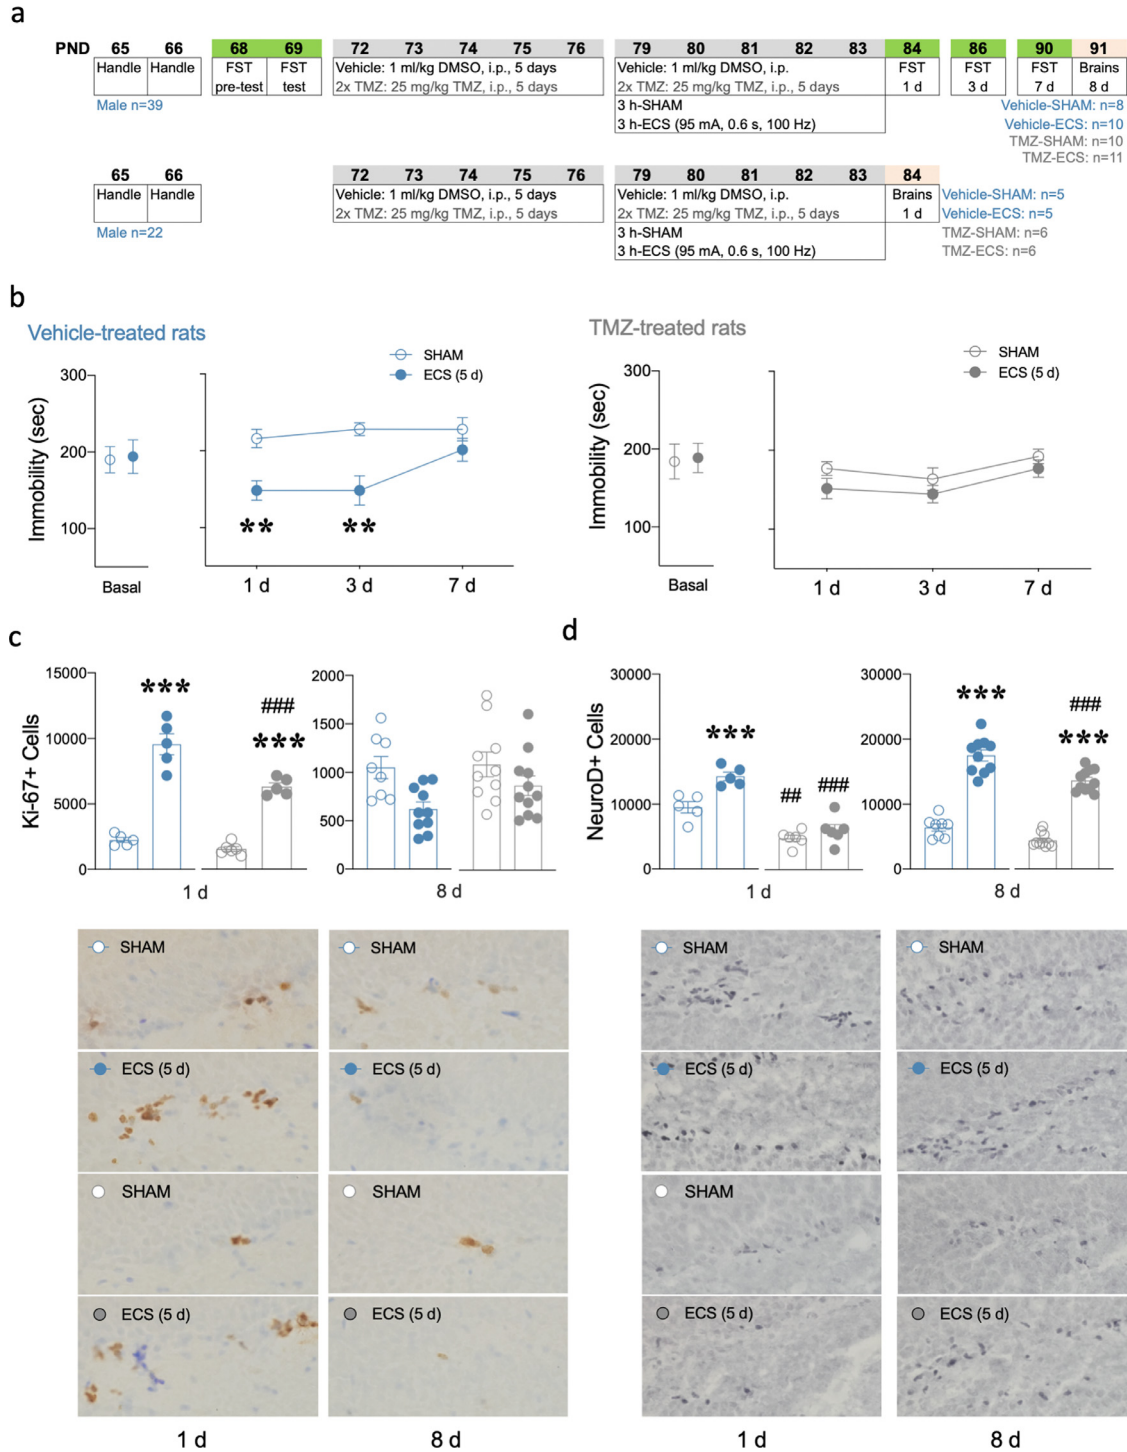 a
PND 65 66 68 69 72 73 74 75 76 79 80 81 82 83 84 86 90 91
Handle Handle FST FST Vehicle: 1 ml/kg DMSO, i.p., 5 days Vehicle: 1 ml/kg DMSO, i.p. FST FST FST Brains
pre-test test 2x TMZ: 25 mg/kg TMZ, i.p., 5 days 2x TMZ: 25 mg/kg TMZ, i.p., 5 days 1 d 3 d 7 d 8 d
Male n=39 3 h-SHAM Vehicle-SHAM: n=8
3 h-ECS (95 mA, 0.6 s, 100 Hz) Vehicle-ECS: n=10
TMZ-SHAM: n=10
TMZ-ECS: n=11
65 66 72 73 74 75 76 79 80 81 82 83 84
Handle Handle Vehicle: 1 ml/kg DMSO, i.p., 5 days Vehicle: 1 ml/kg DMSO, i.p. Brains Vehicle-SHAM: n=5
2x TMZ: 25 mg/kg TMZ, i.p., 5 days 2x TMZ: 25 mg/kg TMZ, i.p., 5 days 1 d Vehicle-ECS: n=5
Male n=22 3 h-SHAM TMZ-SHAM: n=6
3 h-ECS (95 mA, 0.6 s, 100 Hz) TMZ-ECS: n=6
b
Vehicle-treated rats
SHAM
ECS (5 d)
Immobility (sec)
300
200
100
** **
Basal 1 d 3 d 7 d
TMZ-treated rats
SHAM
ECS (5 d)
Immobility (sec)
300
200
100
Basal 1 d 3 d 7 d
c
Ki-67+ Cells
15000
10000
5000
0
***
###
***
1 d
2000
1500
1000
500
0
8 d
d
NeuroD+ Cells
30000
20000
10000
0
***
##
###
1 d
30000
20000
10000
0
***
###
***
8 d
SHAM SHAM SHAM SHAM
ECS (5 d) ECS (5 d) ECS (5 d) ECS (5 d)
SHAM SHAM SHAM SHAM
ECS (5 d) ECS (5 d) ECS (5 d) ECS (5 d)
1 d 8 d 1 d 8 d